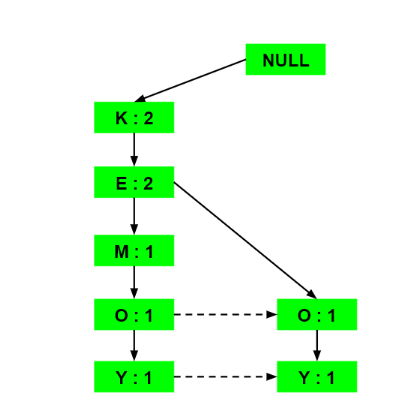 NULL
K : 2
E : 2
M : 1
O : 1
O : 1
Y : 1
Y : 1